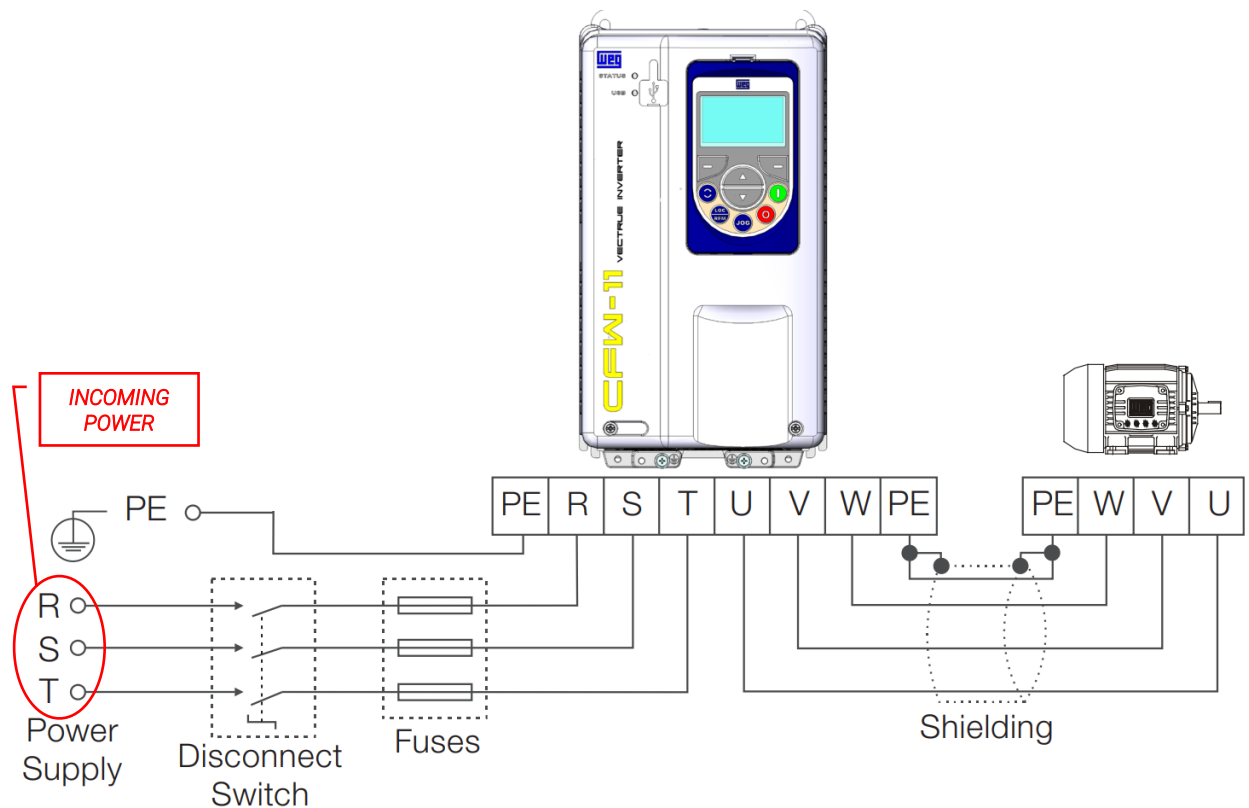 weg
STATUS
USB
weg
VECTRUE INVERTER
CFW-11
LOC
REM
JOG
INCOMING
POWER
PE R S T U V W PE
PE W V U
PE
R
S
T
Power
Supply
Disconnect
Switch
Fuses
Shielding